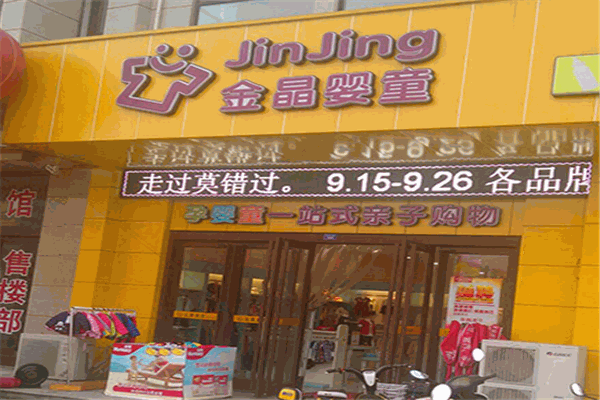 JinJing
金晶婴童
走过莫错过。 9.15-9.26 各品牌
孕婴童一站式亲子购物
馆
售楼部